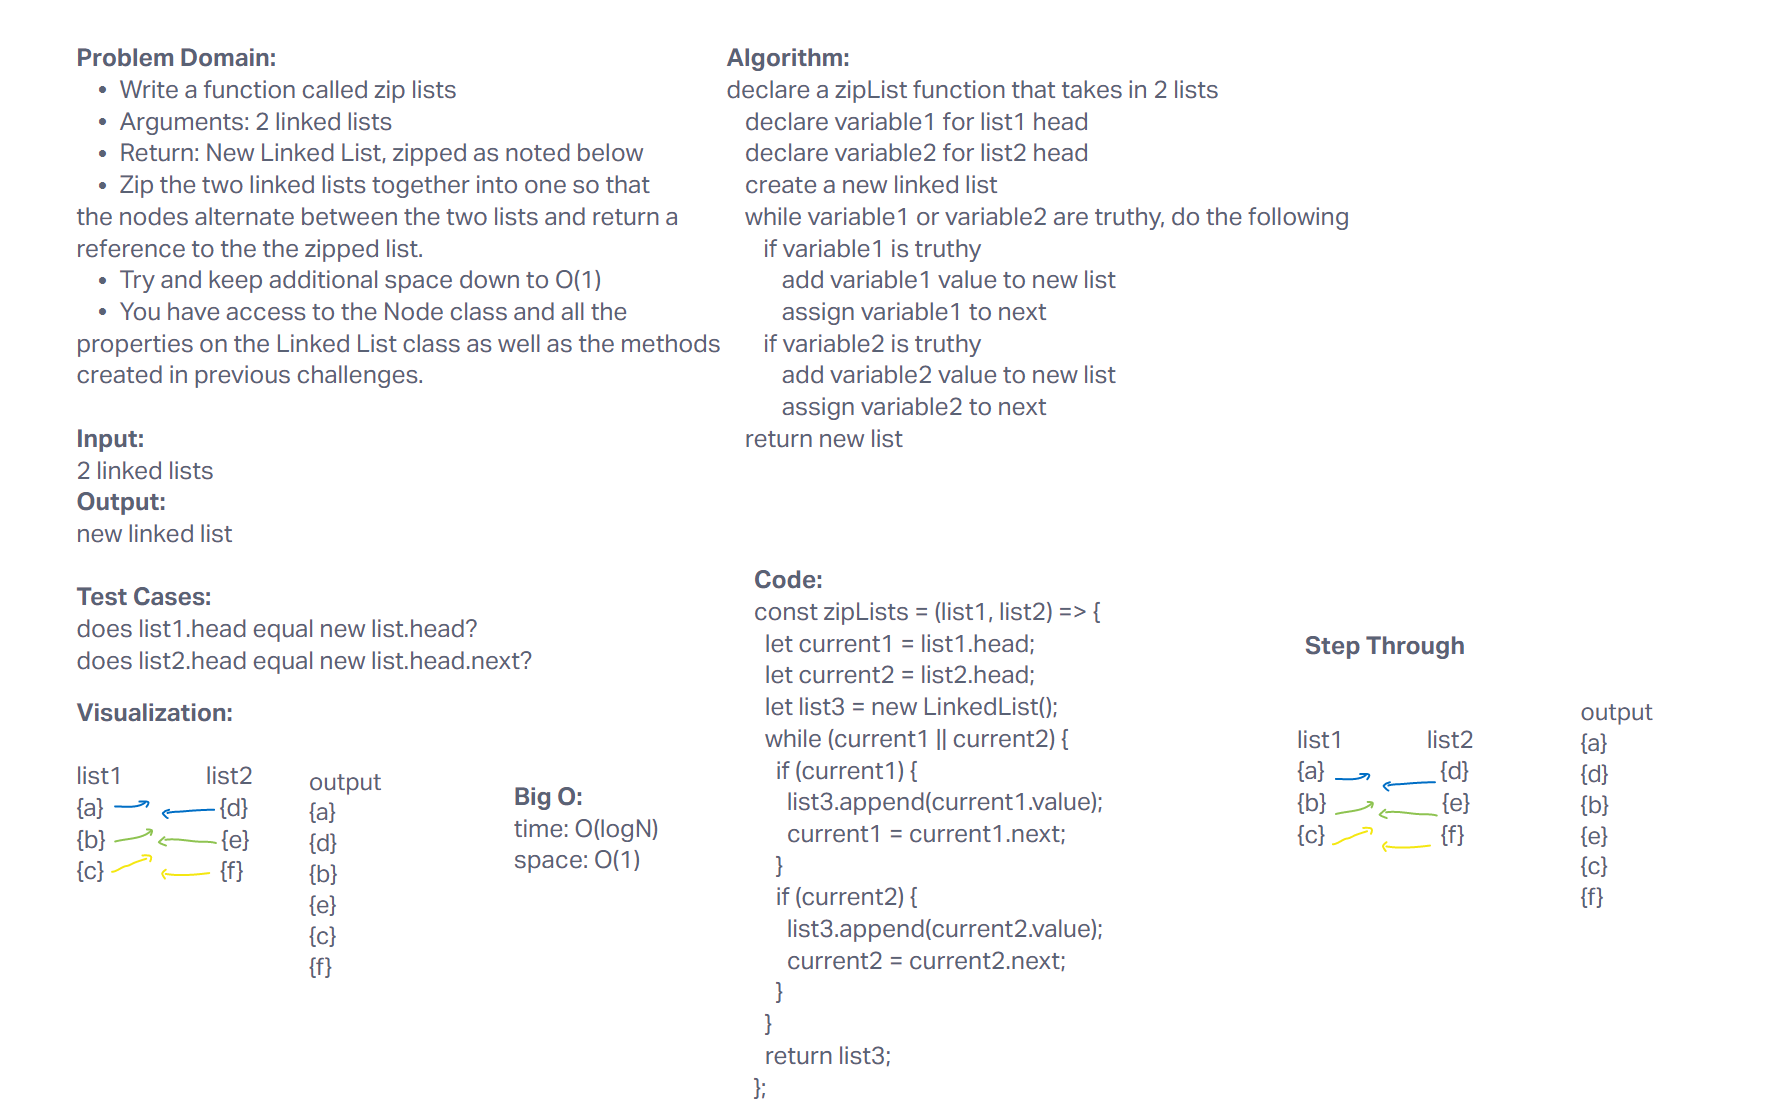 Problem Domain:
• Write a function called zip lists
• Arguments: 2 linked lists
• Return: New Linked List, zipped as noted below
• Zip the two linked lists together into one so that
the nodes alternate between the two lists and return a
reference to the the zipped list.
• Try and keep additional space down to O(1)
• You have access to the Node class and all the
properties on the Linked List class as well as the methods
created in previous challenges.
Input:
2 linked lists
Output:
new linked list
Test Cases:
does list1.head equal new list.head?
does list2.head equal new list.head.next?
Visualization:
list1 list2
{a} {d}
{b} {e}
{c} {f}
output
{a}
{d}
{b}
{e}
{c}
{f}
Big O:
time: O(logN)
space: O(1)
Algorithm:
declare a zipList function that takes in 2 lists
declare variable1 for list1 head
declare variable2 for list2 head
create a new linked list
while variable1 or variable2 are truthy, do the following
if variable1 is truthy
add variable1 value to new list
assign variable1 to next
if variable2 is truthy
add variable2 value to new list
assign variable2 to next
return new list
Code:
const zipLists = (list1, list2) => {
let current1 = list1.head;
let current2 = list2.head;
let list3 = new LinkedList();
while (current1 || current2) {
if (current1) {
list3.append(current1.value);
current1 = current1.next;
}
if (current2) {
list3.append(current2.value);
current2 = current2.next;
}
}
return list3;
};
Step Through
list1 list2
{a} {d}
{b} {e}
{c} {f}
output
{a}
{d}
{b}
{e}
{c}
{f}